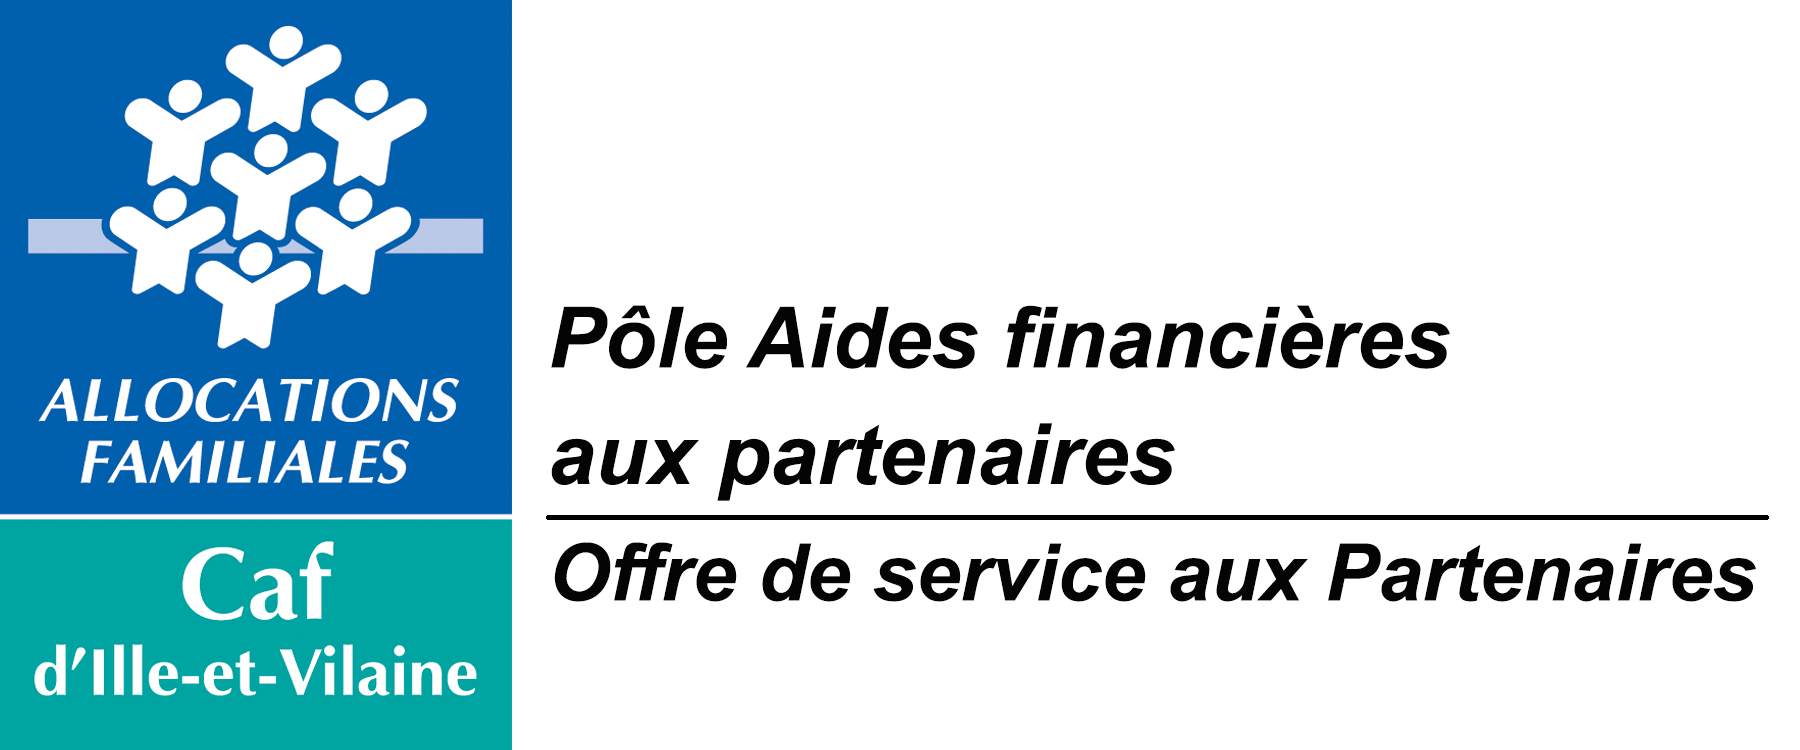 ALLOCATIONS
FAMILIALES
Caf
d’Ille-et-Vilaine
Pôle Aides financières
aux partenaires
Offre de service aux Partenaires